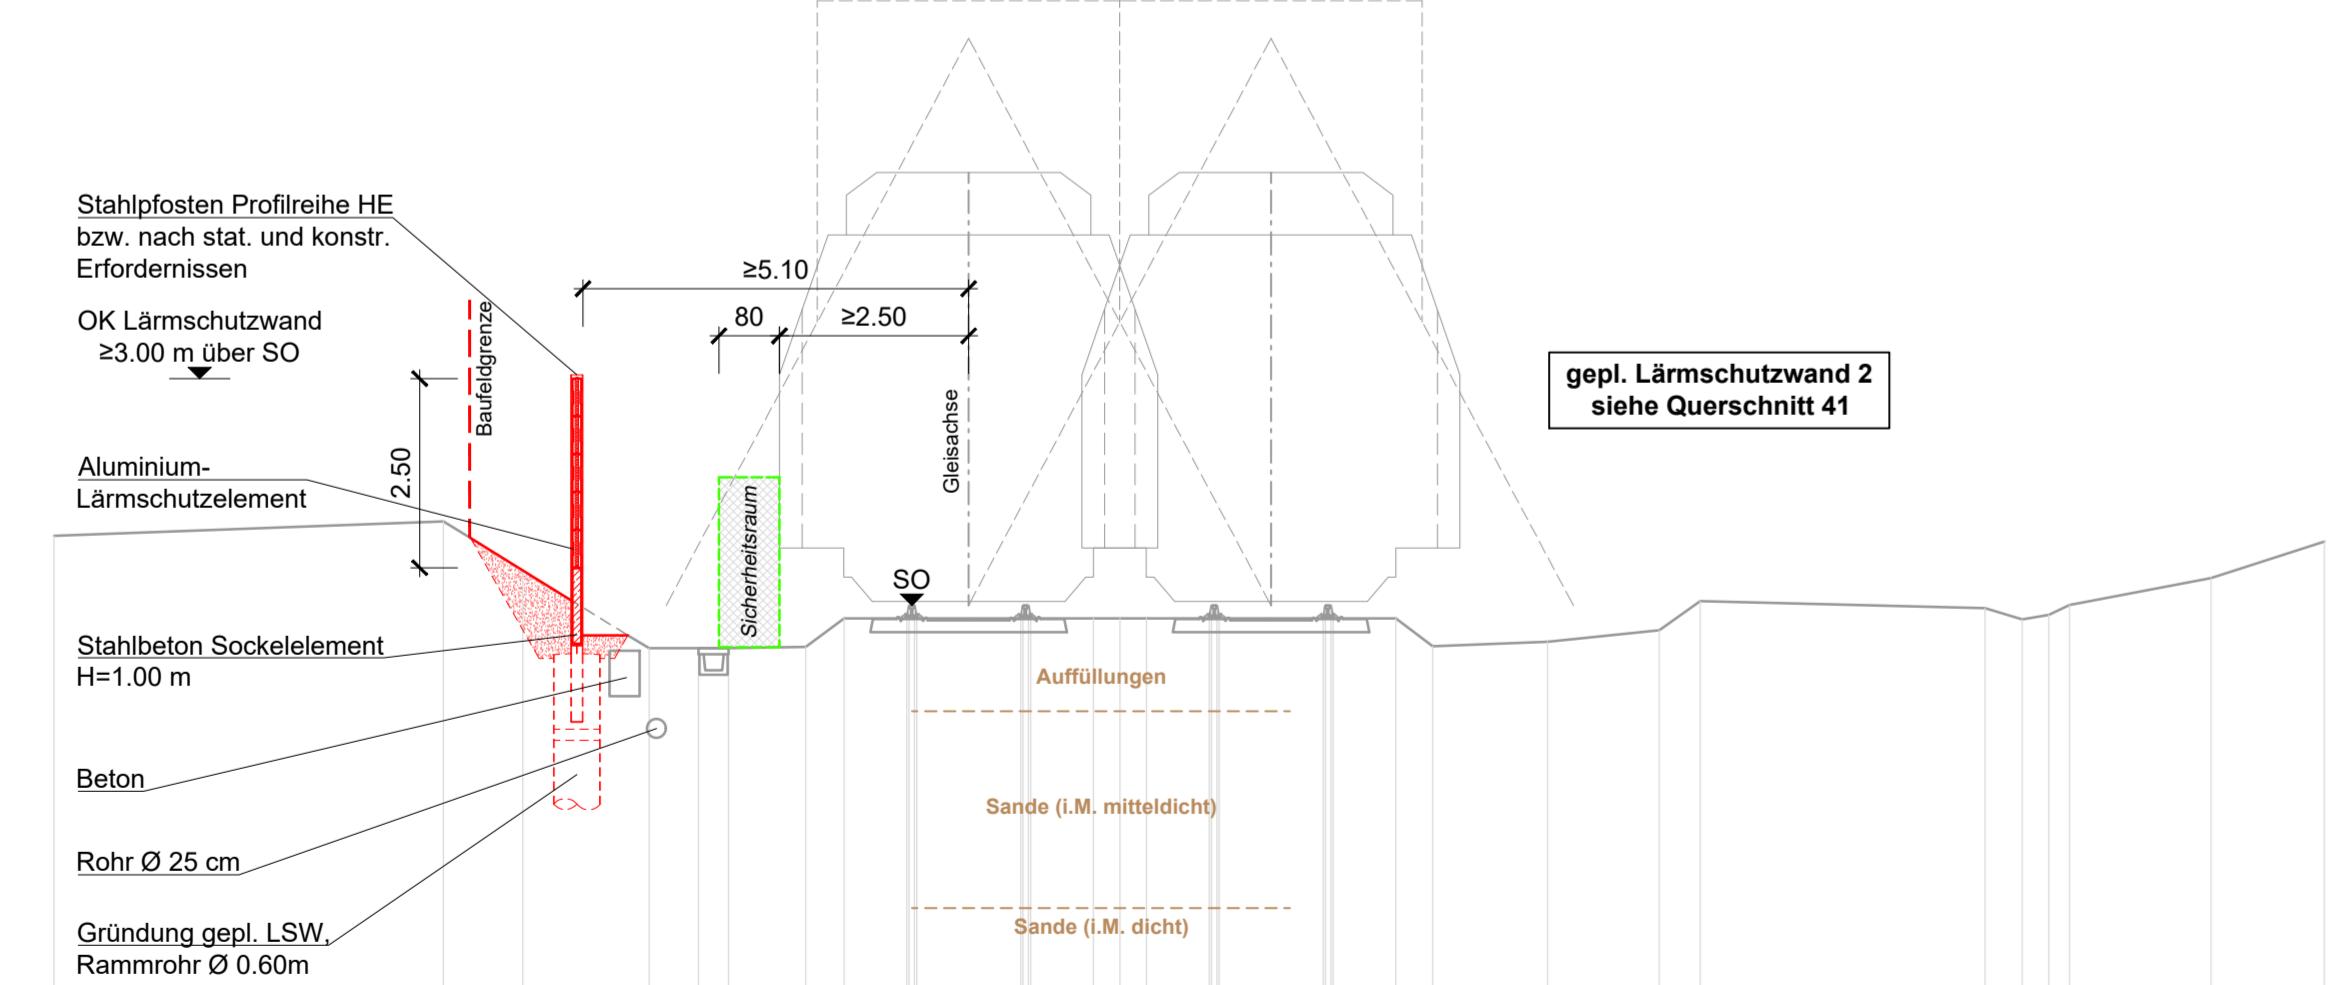 Stahlpfosten Profilreihe HE
bzw. nach stat. und konstr.
Erfordernissen
≥5.10
80
≥2.50
OK Lärmschutzwand
≥3.00 m über SO
Baufeldgrenze
gepl. Lärmschutzwand 2
siehe Querschnitt 41
Gleisachse
2.50
Aluminium-
Lärmschutzelement
Sicherheitsraum
SO
Stahlbeton Sockelelement
H=1.00 m
Auffüllungen
Beton
Sande (i.M. mitteldicht)
Rohr Ø 25 cm
Sande (i.M. dicht)
Gründung gepl. LSW,
Rammrohr Ø 0.60m